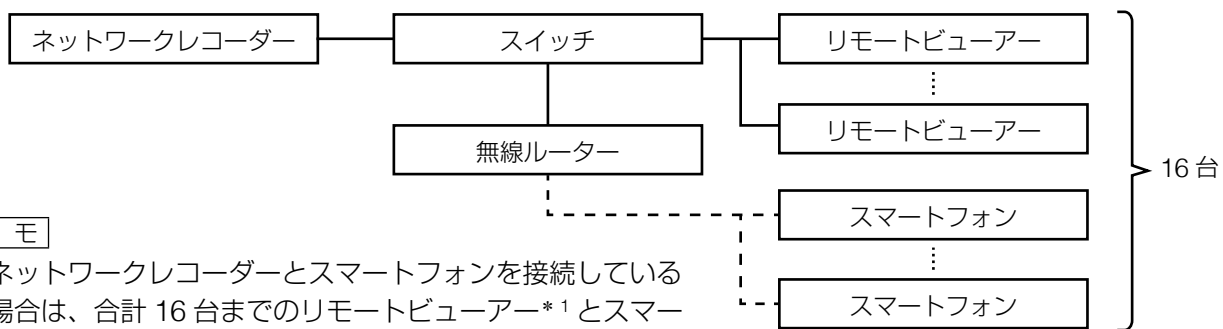 ネットワークレコーダー
スイッチ
リモートビューアー
リモートビューアー
無線ルーター
16 台
スマートフォン
スマートフォン
モ
ネットワークレコーダーとスマートフォンを接続している
場合は、合計 16 台までのリモートビューアー*1 とスマー